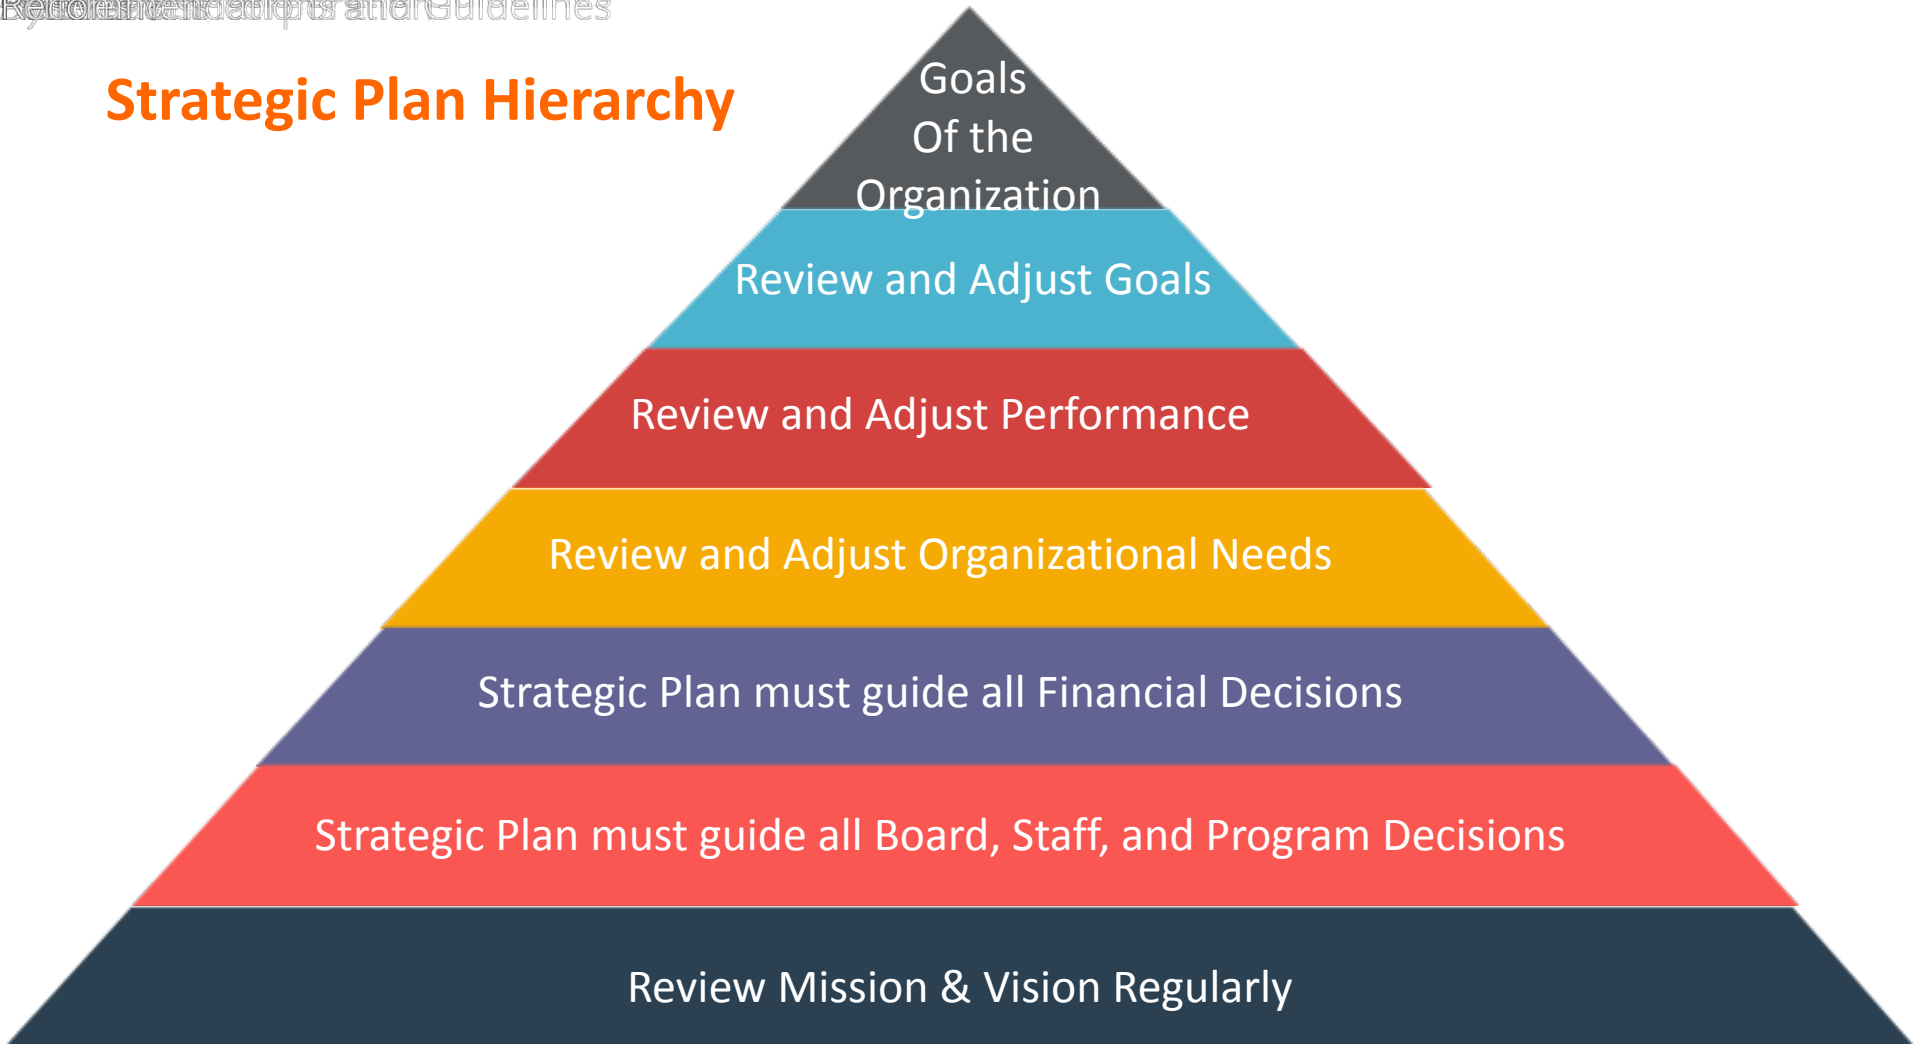 Guidelines
Strategic Plan Hierarchy
Goals
Of the
Organization
Review and Adjust Goals
Review and Adjust Performance
Review and Adjust Organizational Needs
Strategic Plan must guide all Financial Decisions
Strategic Plan must guide all Board, Staff, and Program Decisions
Review Mission & Vision Regularly